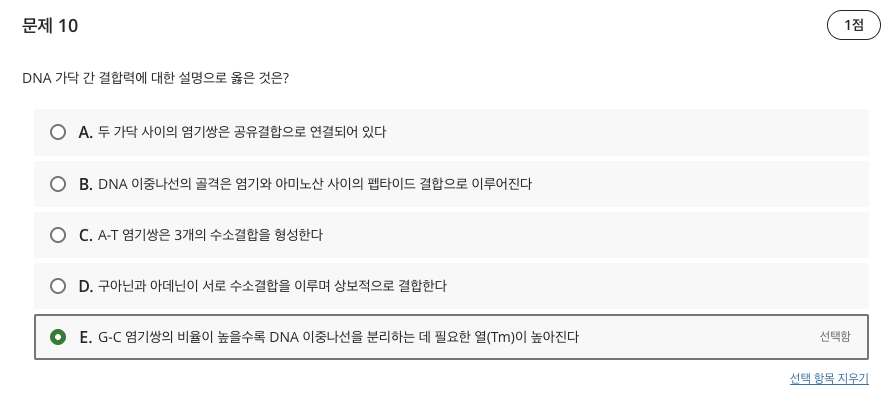 문제 10
1점
DNA 가닥 간 결합력에 대한 설명으로 옳은 것은?
A. 두 가닥 사이의 염기쌍은 공유결합으로 연결되어 있다
B. DNA 이중나선의 골격은 염기와 아미노산 사이의 펩타이드 결합으로 이루어진다
C. A-T 염기쌍은 3개의 수소결합을 형성한다
D. 구아닌과 아데닌이 서로 수소결합을 이루며 상보적으로 결합한다
E. G-C 염기쌍의 비율이 높을수록 DNA 이중나선을 분리하는 데 필요한 열(Tm)이 높아진다
선택함
선택 항목 지우기